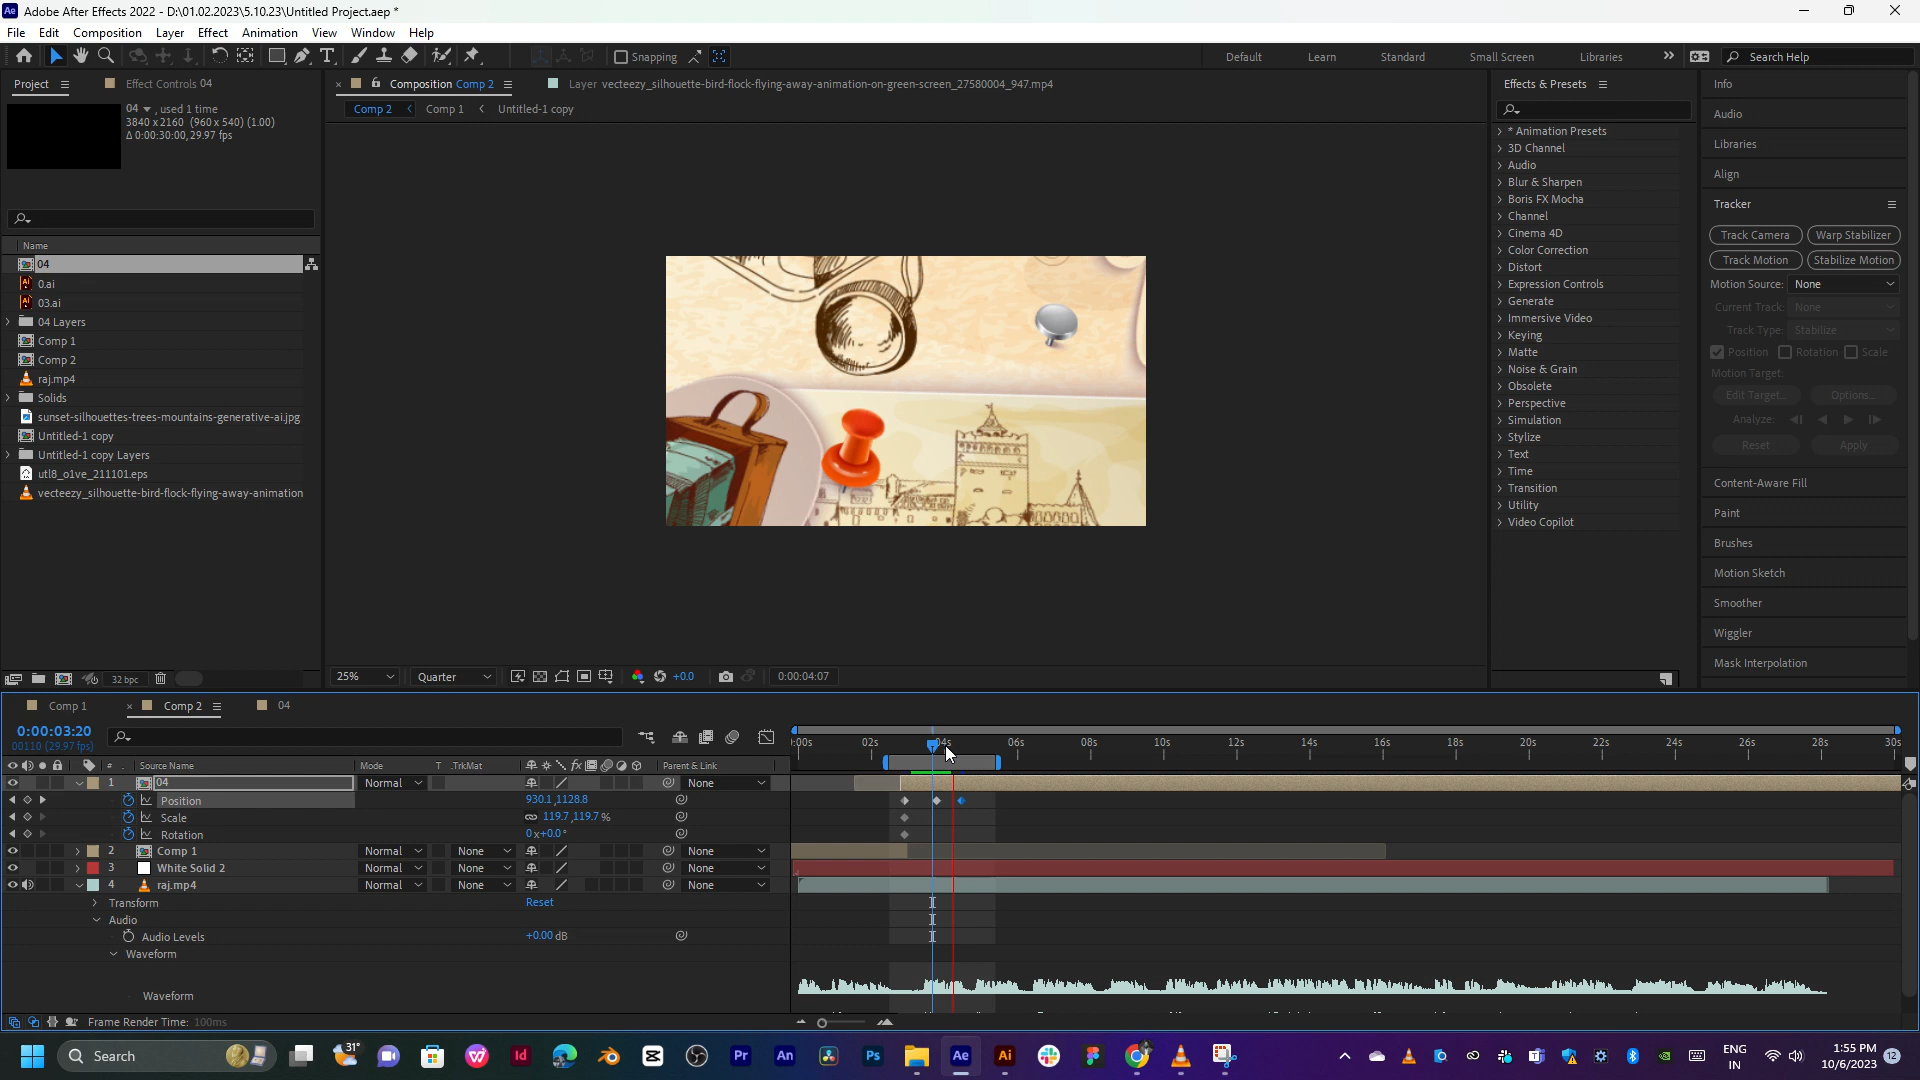 Adobe After Effects 2022 - D:\01.02.2023\5.10.23\Untitled Project.aep *
File Edit Composition Layer Effect Animation View Window Help
Snapping Default Learn Standard Small Screen Libraries Search Help
Project Effect Controls 04
04 , used 1 time
3840 x 2160 (960 x 540) (1.00)
Δ 0:00:30:00, 29.97 fps
Name
04
0.ai
03.ai
04 Layers
Comp 1
Comp 2
raj.mp4
Solids
sunset-silhouettes-trees-mountains-generative-ai.jpg
Untitled-1 copy
Untitled-1 copy Layers
utl8_o1ve_211101.eps
vecteezy_silhouette-bird-flock-flying-away-animation
32 bpc
Composition Comp 2 Layer vecteezy_silhouette-bird-flock-flying-away-animation-on-green-screen_27580004_947.mp4
Comp 2 Comp 1 Untitled-1 copy
25% Quarter +0.0 0:00:04:07
Effects & Presets
* Animation Presets
3D Channel
Audio
Blur & Sharpen
Boris FX Mocha
Channel
Cinema 4D
Color Correction
Distort
Expression Controls
Generate
Immersive Video
Keying
Matte
Noise & Grain
Obsolete
Perspective
Simulation
Stylize
Text
Time
Transition
Utility
Video Copilot
Info
Audio
Libraries
Align
Tracker
Track Camera Warp Stabilizer
Track Motion Stabilize Motion
Motion Source: None
Current Track: None
Track Type: Stabilize
Position Rotation Scale
Motion Target:
Edit Target... Options...
Analyze:
Reset Apply
Content-Aware Fill
Paint
Brushes
Motion Sketch
Smoother
Wiggler
Mask Interpolation
Comp 1 Comp 2 04
0:00:03:20
00110 (29.97 fps)
:00s 02s 04s 06s 08s 10s 12s 14s 16s 18s 20s 22s 24s 26s 28s 30s
# Source Name Mode T .TrkMat Parent & Link
1 04 Normal None
Position 930.1,1128.8
Scale 119.7,119.7 %
Rotation 0x+0.0°
2 Comp 1 Normal None None
3 White Solid 2 Normal None None
4 raj.mp4 Normal None None
Transform Reset
Audio
Audio Levels +0.00 dB
Waveform
Waveform
Frame Render Time: 100ms
Search 31° ENG IN 1:55 PM 10/6/2023 12